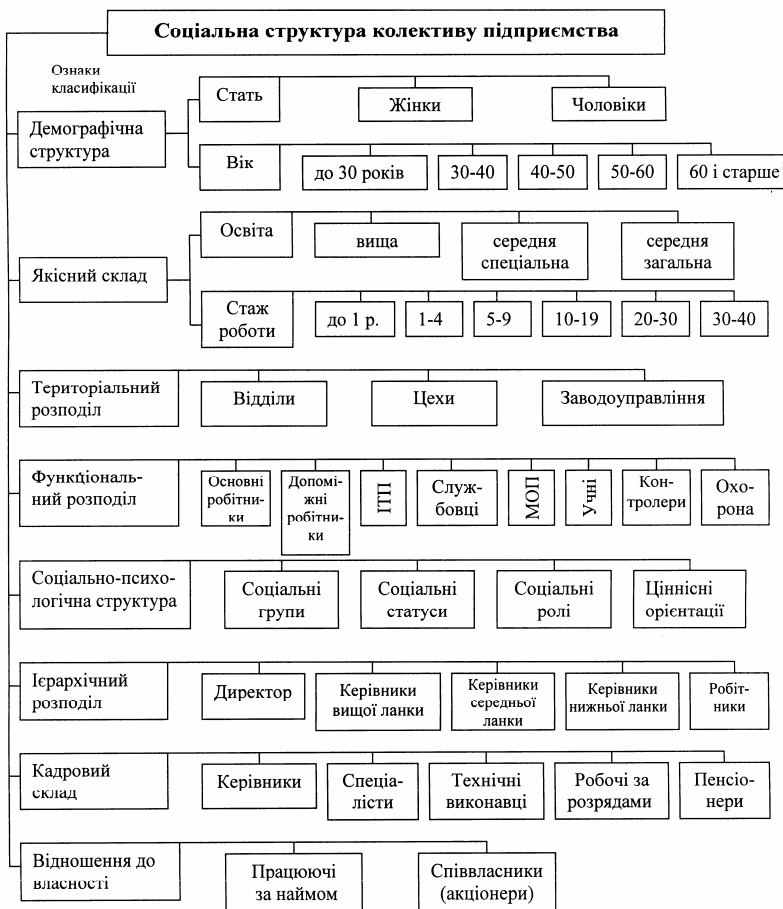 Соціальна структура колективу підприємства
Ознаки
класифікації
Стать
Жінки
Чоловіки
Демографічна
структура
Вік
до 30 років
30-40
40-50
50-60
60 і старше
Освіта
вища
середня
спеціальна
середня
загальна
Якісний склад
Стаж
роботи
до 1 р.
1-4
5-9
10-19
20-30
30-40
Територіальний
розподіл
Відділи
Цехи
Заводоуправління
Функціональ-
ний розподіл
Основні
робітни-
ки
Допомі-
жні
робітни-
ки
ІТП
Служ-
бовці
МОП
Учні
Кон-
тролери
Охо-
рона
Соціально-психо-
логічна структура
Соціальні
групи
Соціальні
статуси
Соціальні
ролі
Ціннісні
орієнтації
Ієрархічний
розподіл
Директор
Керівники
вищої ланки
Керівники
середньої
ланки
Керівники
нижньої ланки
Робіт-
ники
Кадровий
склад
Керівники
Спеціа-
лісти
Технічні
виконавці
Робочі за
розрядами
Пенсіо-
нери
Відношення до
власності
Працюючі
за наймом
Співвласники
(акціонери)